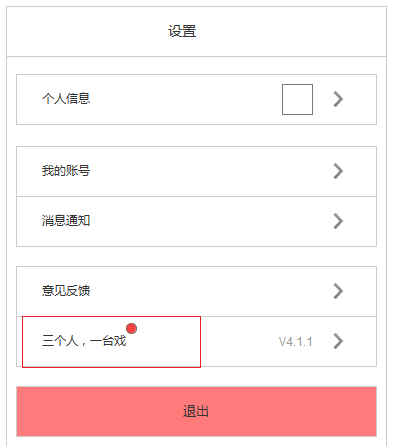 设置
个人信息
我的账号
消息通知
意见反馈
三个人，一台戏 V4.1.1
退出